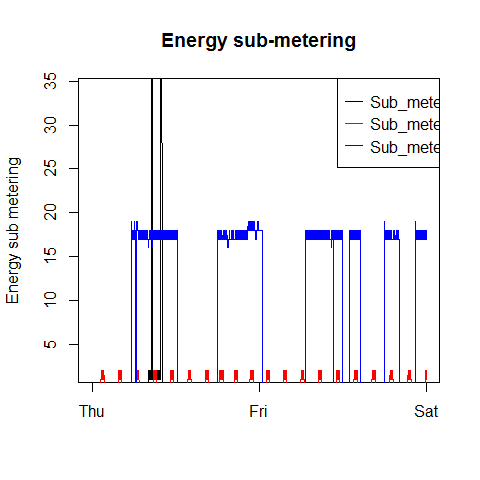 Energy sub-metering
Energy sub metering
35
30
25
20
15
10
5
Sub_mete
Sub_mete
Sub_mete
Thu
Fri
Sat